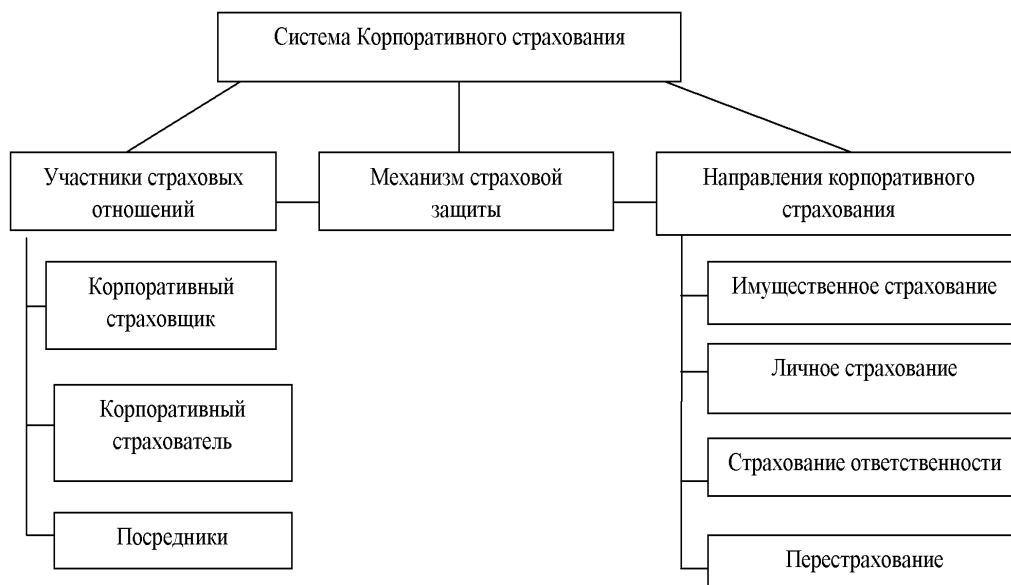 Система Корпоративного страхования
Участники страховых
отношений
Механизм страховой
защиты
Направления корпоративного
страхования
Корпоративный
страховщик
Корпоративный
страхователь
Посредники
Имущественное страхование
Личное страхование
Страхование ответственности
Перестрахование